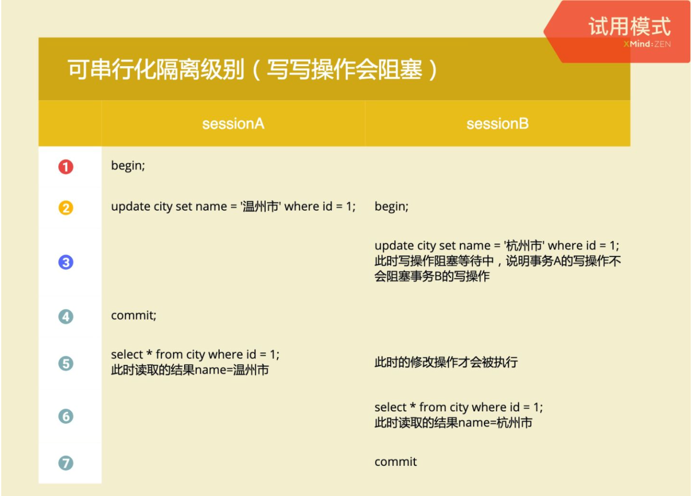 试用模式
XMind:ZEN
可串行化隔离级别（写写操作会阻塞）
sessionA sessionB
1 begin;
2 update city set name = '温州市' where id = 1; begin;
update city set name = '杭州市' where id = 1;
3 此时写操作阻塞等待中，说明事务A的写操作不
会阻塞事务B的写操作
4 commit;
select * from city where id = 1;
5 此时读取的结果name=温州市 此时的修改操作才会被执行
select * from city where id = 1;
6 此时读取的结果name=杭州市
7 commit